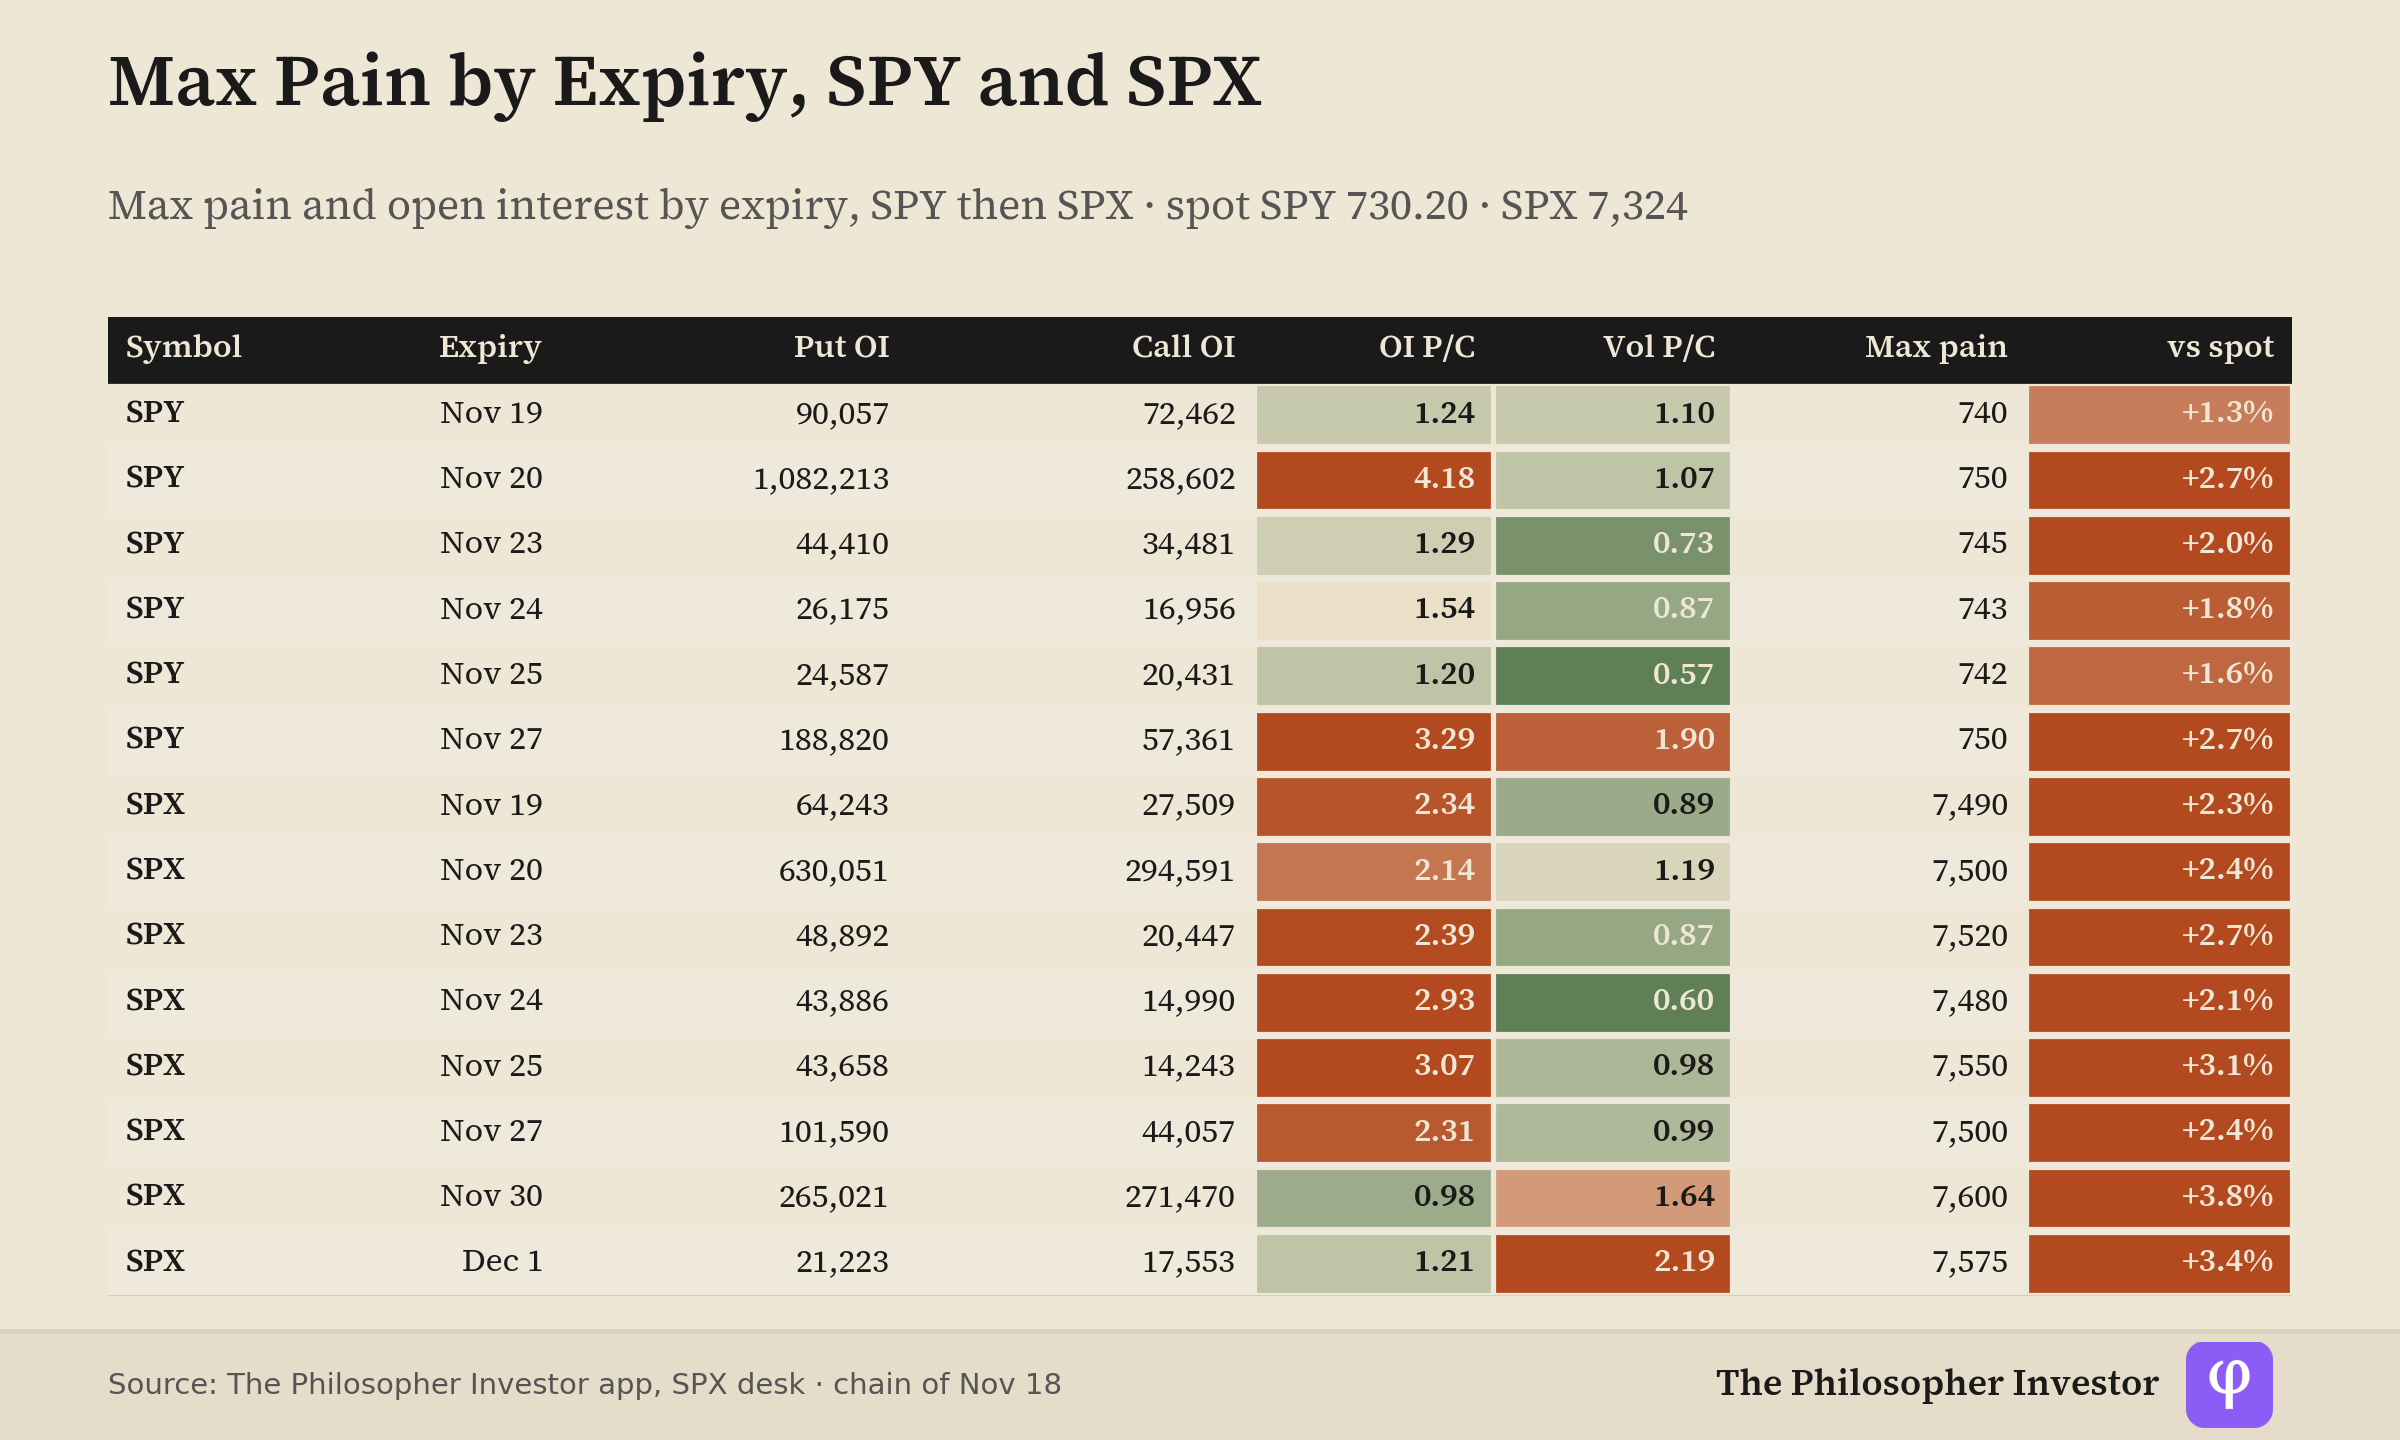 Max Pain by Expiry, SPY and SPX
Max pain and open interest by expiry, SPY then SPX · spot SPY 730.20 · SPX 7,324
Symbol Expiry Put OI Call OI OI P/C Vol P/C Max pain vs spot
SPY Nov 19 90,057 72,462 1.24 1.10 740 +1.3%
SPY Nov 20 1,082,213 258,602 4.18 1.07 750 +2.7%
SPY Nov 23 44,410 34,481 1.29 0.73 745 +2.0%
SPY Nov 24 26,175 16,956 1.54 0.87 743 +1.8%
SPY Nov 25 24,587 20,431 1.20 0.57 742 +1.6%
SPY Nov 27 188,820 57,361 3.29 1.90 750 +2.7%
SPX Nov 19 64,243 27,509 2.34 0.89 7,490 +2.3%
SPX Nov 20 630,051 294,591 2.14 1.19 7,500 +2.4%
SPX Nov 23 48,892 20,447 2.39 0.87 7,520 +2.7%
SPX Nov 24 43,886 14,990 2.93 0.60 7,480 +2.1%
SPX Nov 25 43,658 14,243 3.07 0.98 7,550 +3.1%
SPX Nov 27 101,590 44,057 2.31 0.99 7,500 +2.4%
SPX Nov 30 265,021 271,470 0.98 1.64 7,600 +3.8%
SPX Dec 1 21,223 17,553 1.21 2.19 7,575 +3.4%
Source: The Philosopher Investor app, SPX desk · chain of Nov 18
The Philosopher Investor φ